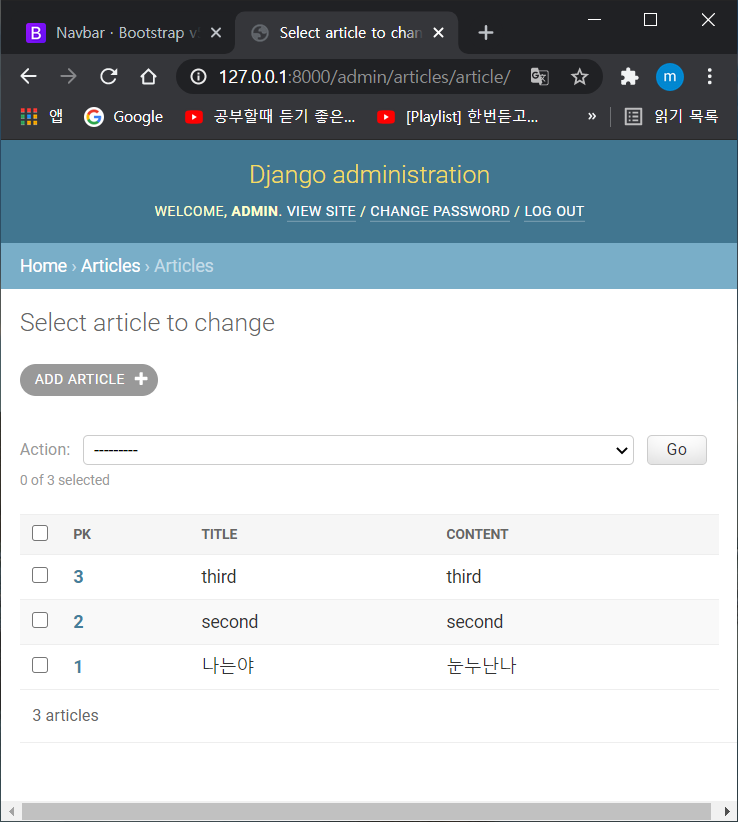 Navbar · Bootstrap v
Select article to chan
127.0.0.1:8000/admin/articles/article/
m
앱
Google
공부할때 듣기 좋은...
[Playlist] 한번듣고...
»
읽기 목록
Django administration
WELCOME, ADMIN. VIEW SITE / CHANGE PASSWORD / LOG OUT
Home › Articles › Articles
Select article to change
ADD ARTICLE +
Action: --------- Go
0 of 3 selected
PK TITLE CONTENT
3 third third
2 second second
1 나는야 눈누난나
3 articles